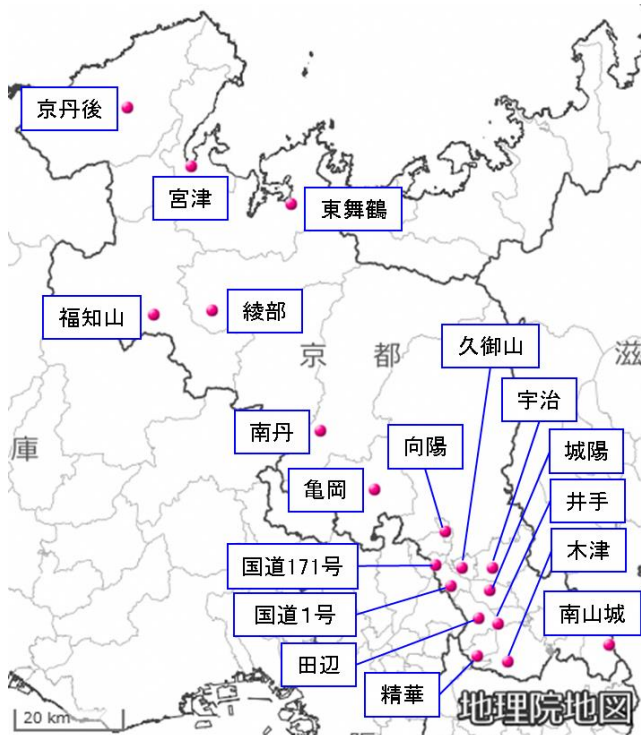 京丹後
宮津
東舞鶴
福知山
綾部
久御山
京都
滋
宇治
南丹
向陽
城陽
庫
亀岡
井手
国道171号
木津
国道1号
南山城
田辺
精華
20 km
地理院地図
阪